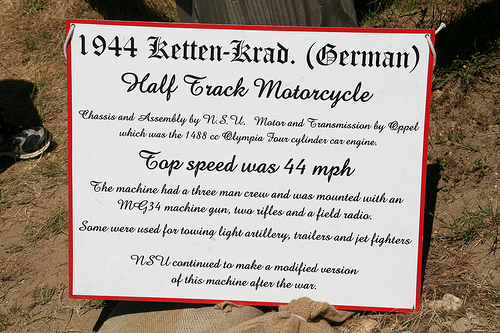 1944 Ketten-Krad. (German)
Half Track Motorcycle
Chassis and Assembly by N.S.U. Motor and Transmission by Oppel
which was the 1488 cc Olympia Four cylinder car engine.
Top speed was 44 mph
The machine had a three man crew and was mounted with an
MG34 machine gun, two rifles and a field radio.
Some were used for towing light artillery, trailers and jet fighters
NSU continued to make a modified version
of this machine after the war.